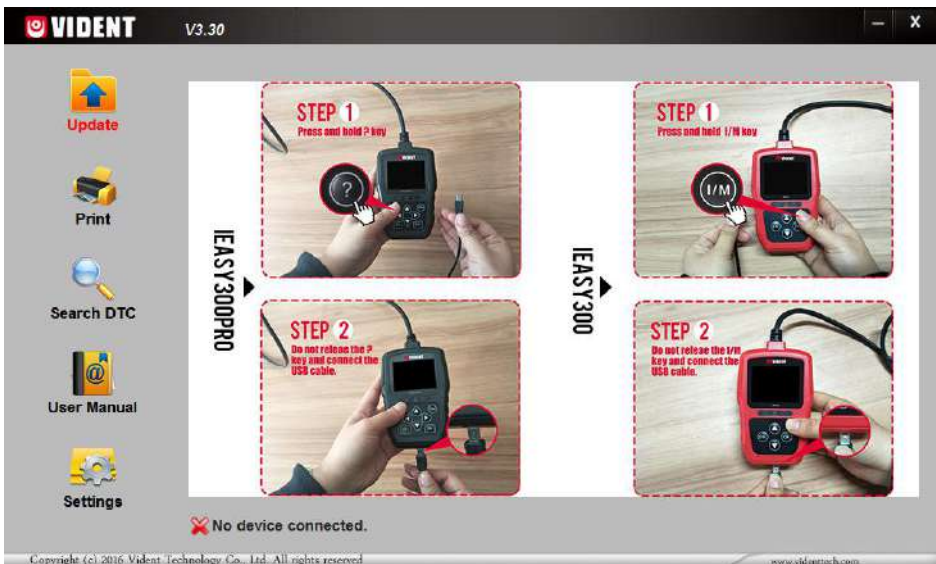 VIDENT V3.30
Update
Print
Search DTC
User Manual
Settings
IEASY300PRO
STEP 1
Press and hold ? key
?
STEP 2
Do not releae the ?
key and connect the
USB cable.
IEASY300
STEP 1
Press and hold I/M key
I/M
STEP 2
Do not releae the I/M
key and connect the
USB cable.
No device connected.
Copyright (c) 2016 Vident Technology Co., Ltd. All rights reserved
www.videnttech.com